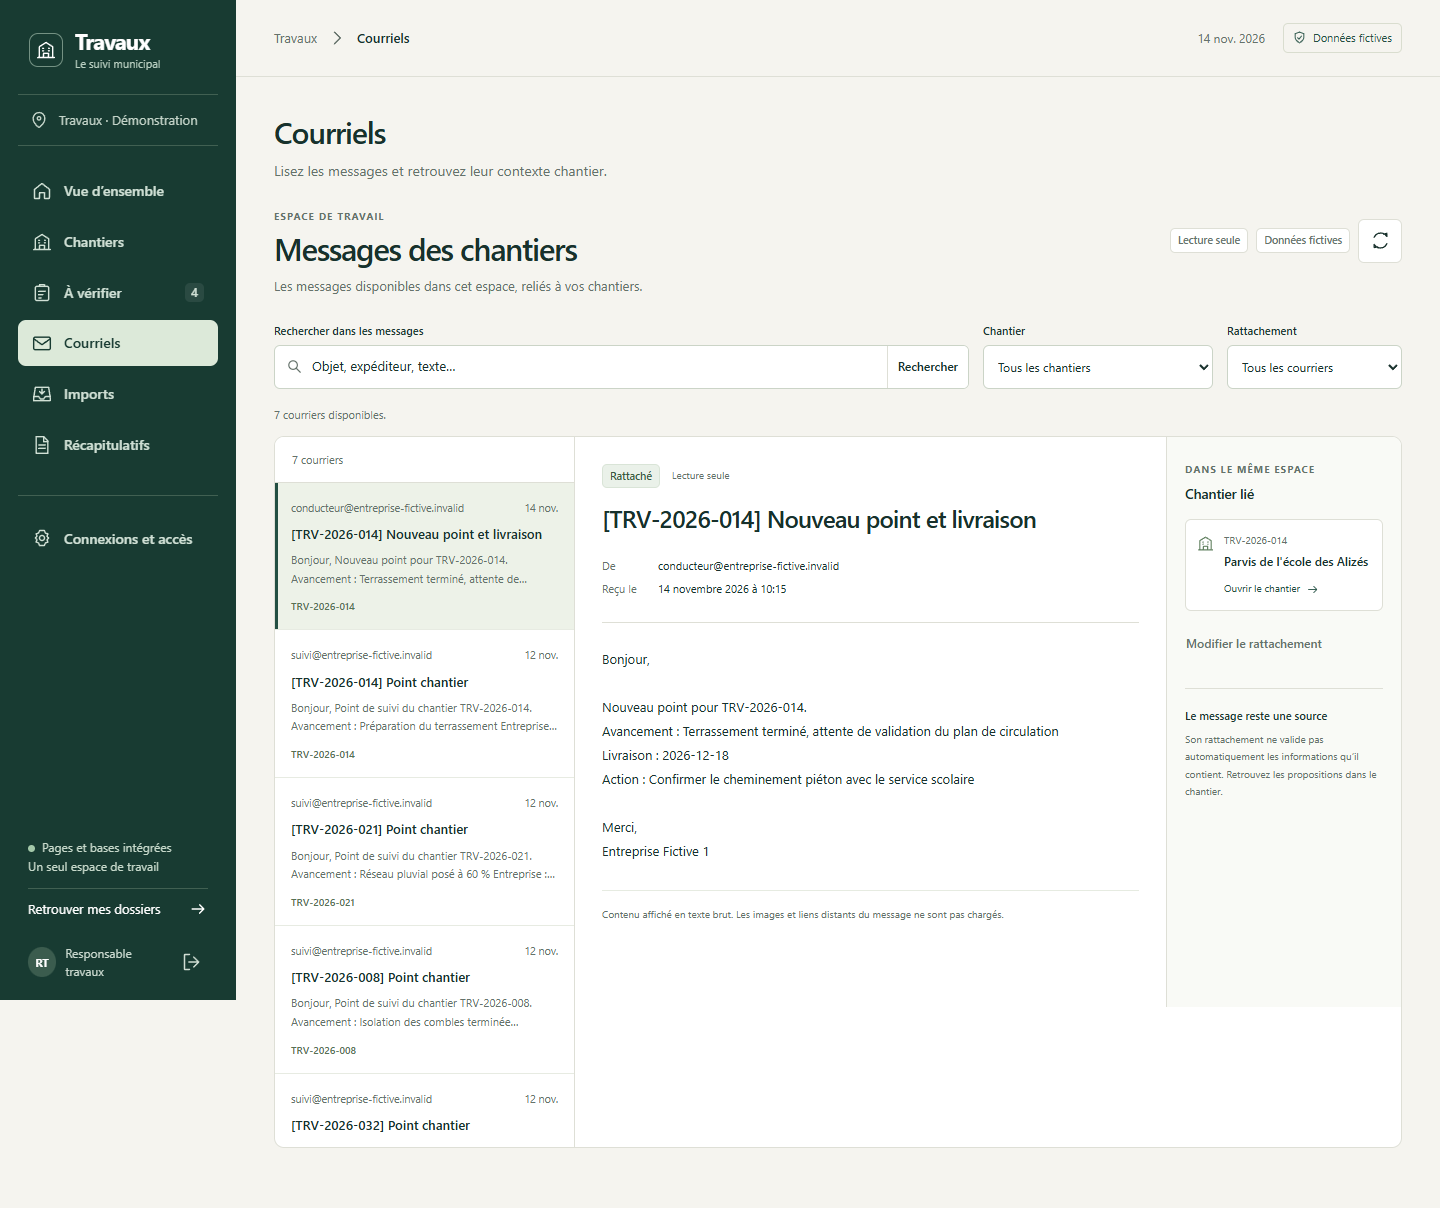 Travaux
Le suivi municipal
Travaux · Démonstration
Vue d’ensemble
Chantiers
À vérifier
4
Courriels
Imports
Récapitulatifs
Connexions et accès
Pages et bases intégrées
Un seul espace de travail
Retrouver mes dossiers
RT
Responsable
travaux
Travaux
Courriels
14 nov. 2026
Données fictives
Courriels
Lisez les messages et retrouvez leur contexte chantier.
ESPACE DE TRAVAIL
Messages des chantiers
Les messages disponibles dans cet espace, reliés à vos chantiers.
Lecture seule
Données fictives
Rechercher dans les messages
Objet, expéditeur, texte...
Rechercher
Chantier
Tous les chantiers
Rattachement
Tous les courriers
7 courriers disponibles.
7 courriers
conducteur@entreprise-fictive.invalid
14 nov.
[TRV-2026-014] Nouveau point et livraison
Bonjour, Nouveau point pour TRV-2026-014.
Avancement : Terrassement terminé, attente de...
TRV-2026-014
suivi@entreprise-fictive.invalid
12 nov.
[TRV-2026-014] Point chantier
Bonjour, Point de suivi du chantier TRV-2026-014.
Avancement : Préparation du terrassement Entreprise...
TRV-2026-014
suivi@entreprise-fictive.invalid
12 nov.
[TRV-2026-021] Point chantier
Bonjour, Point de suivi du chantier TRV-2026-021.
Avancement : Réseau pluvial posé à 60 % Entreprise :...
TRV-2026-021
suivi@entreprise-fictive.invalid
12 nov.
[TRV-2026-008] Point chantier
Bonjour, Point de suivi du chantier TRV-2026-008.
Avancement : Isolation des combles terminée...
TRV-2026-008
suivi@entreprise-fictive.invalid
12 nov.
[TRV-2026-032] Point chantier
Rattaché
Lecture seule
[TRV-2026-014] Nouveau point et livraison
De
conducteur@entreprise-fictive.invalid
Reçu le
14 novembre 2026 à 10:15
Bonjour,
Nouveau point pour TRV-2026-014.
Avancement : Terrassement terminé, attente de validation du plan de circulation
Livraison : 2026-12-18
Action : Confirmer le cheminement piéton avec le service scolaire
Merci,
Entreprise Fictive 1
Contenu affiché en texte brut. Les images et liens distants du message ne sont pas chargés.
DANS LE MÊME ESPACE
Chantier lié
TRV-2026-014
Parvis de l'école des Alizés
Ouvrir le chantier
Modifier le rattachement
Le message reste une source
Son rattachement ne valide pas
automatiquement les informations qu’il
contient. Retrouvez les propositions dans le
chantier.